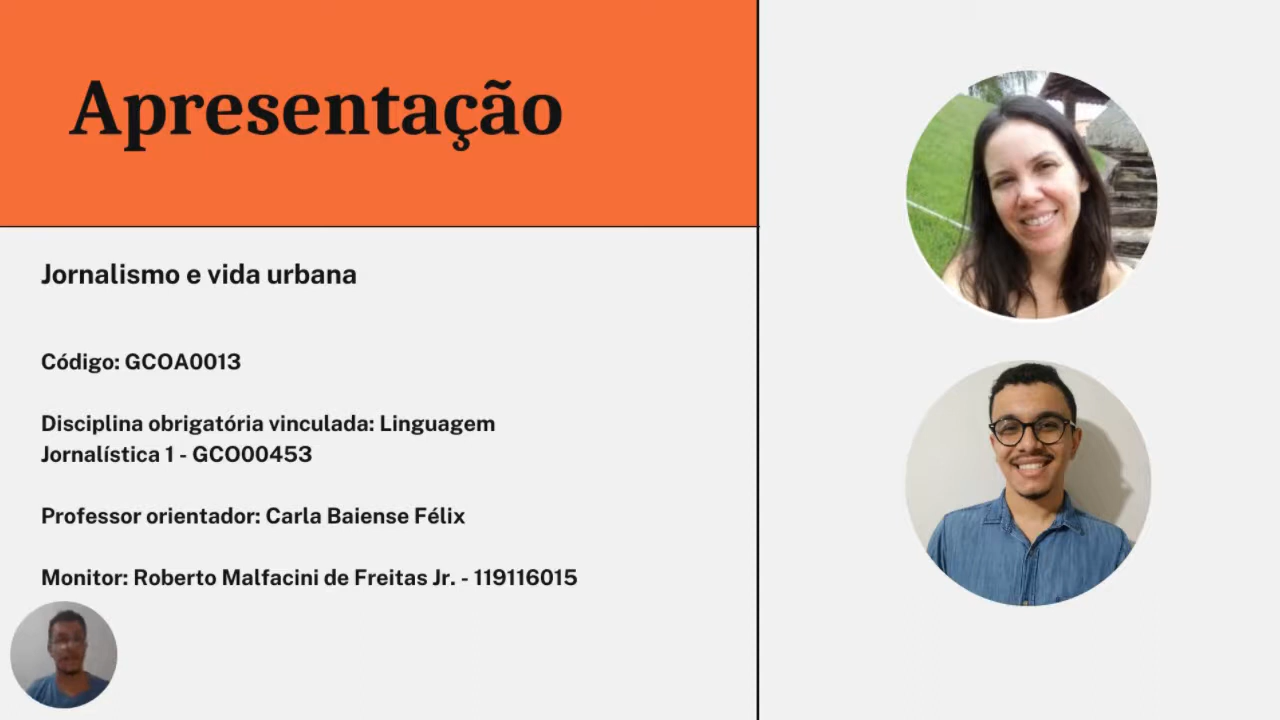 Apresentação
Jornalismo e vida urbana
Código: GCOA0013
Disciplina obrigatória vinculada: Linguagem
Jornalística 1 - GCO00453
Professor orientador: Carla Baiense Félix
Monitor: Roberto Malfacini de Freitas Jr. - 119116015